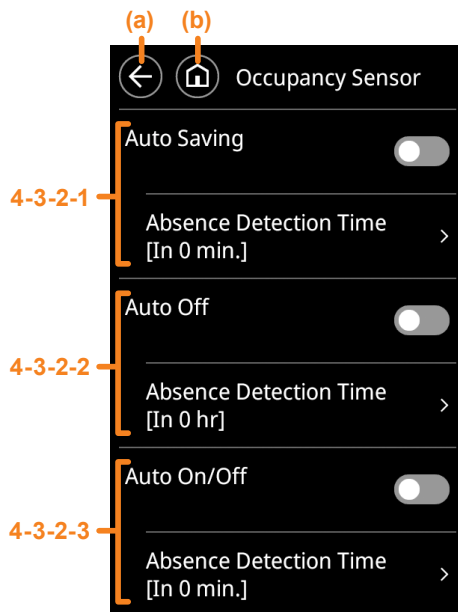 (a) (b)
Occupancy Sensor
Auto Saving
4-3-2-1
Absence Detection Time
[In 0 min.]
Auto Off
4-3-2-2
Absence Detection Time
[In 0 hr]
Auto On/Off
4-3-2-3
Absence Detection Time
[In 0 min.]